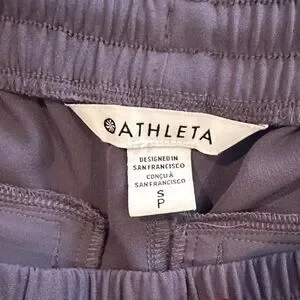 ATHLETA
DESIGNED IN
SAN FRANCISCO
CONÇU À
SAN FRANCISCO
S
P